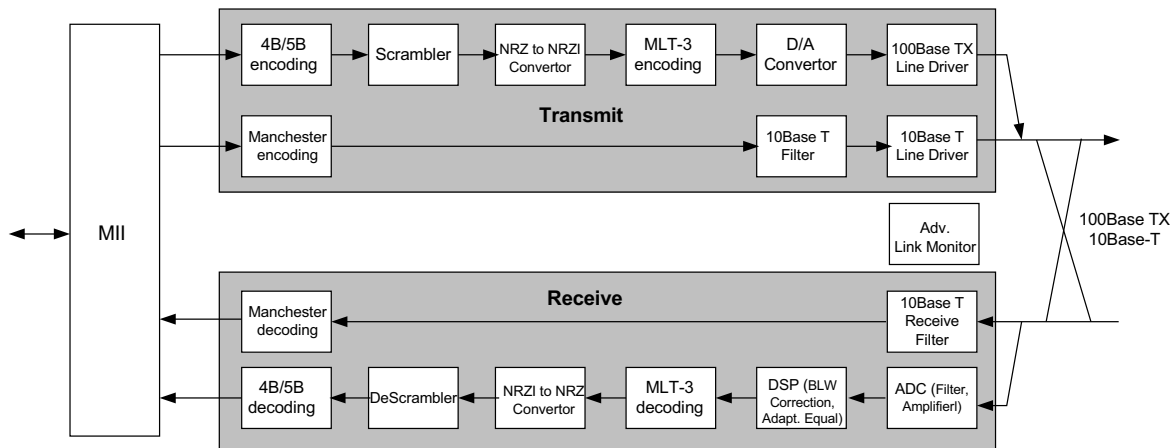 4B/5B
encoding
Scrambler
NRZ to NRZI
Convertor
MLT-3
encoding
D/A
Convertor
100Base TX
Line Driver
Transmit
Manchester
encoding
10Base T
Filter
10Base T
Line Driver
MII
Adv.
Link Monitor
100Base TX
10Base-T
Receive
Manchester
decoding
10Base T
Receive
Filter
4B/5B
decoding
DeScrambler
NRZI to NRZ
Convertor
MLT-3
decoding
DSP (BLW
Correction,
Adapt. Equal)
ADC (Filter,
Amplifierl)